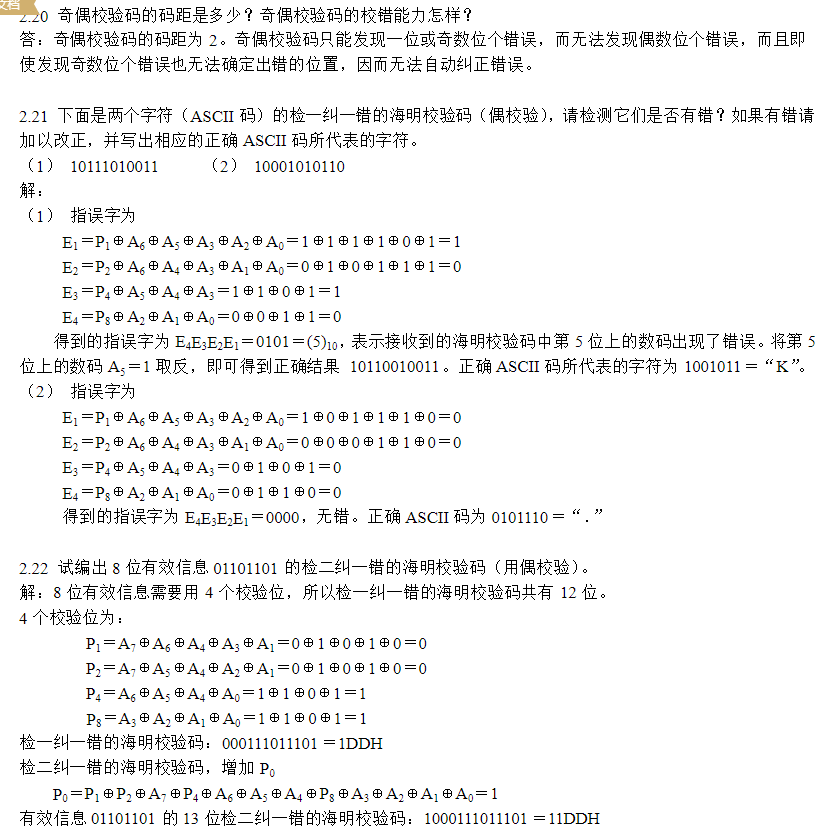 文档
2.20 奇偶校验码的码距是多少？奇偶校验码的校错能力怎样？
答：奇偶校验码的码距为 2。奇偶校验码只能发现一位或奇数位个错误，而无法发现偶数位个错误，而且即
使发现奇数位个错误也无法确定出错的位置，因而无法自动纠正错误。
2.21 下面是两个字符（ASCII 码）的检一纠一错的海明校验码（偶校验），请检测它们是否有错？如果有错请
加以改正，并写出相应的正确 ASCII 码所代表的字符。
（1） 10111010011 （2） 10001010110
解：
（1） 指误字为
E₁＝P₁⊕A₆⊕A₅⊕A₃⊕A₂⊕A₀＝1⊕1⊕1⊕1⊕0⊕1＝1
E₂＝P₂⊕A₆⊕A₄⊕A₃⊕A₁⊕A₀＝0⊕1⊕0⊕1⊕1⊕1＝0
E₃＝P₄⊕A₅⊕A₄⊕A₃＝1⊕1⊕0⊕1＝1
E₄＝P₈⊕A₂⊕A₁⊕A₀＝0⊕0⊕1⊕1＝0
得到的指误字为 E₄E₃E₂E₁＝0101＝(5)₁₀，表示接收到的海明校验码中第 5 位上的数码出现了错误。将第 5
位上的数码 A₅＝1 取反，即可得到正确结果 10110010011。正确 ASCII 码所代表的字符为 1001011＝“K”。
（2） 指误字为
E₁＝P₁⊕A₆⊕A₅⊕A₃⊕A₂⊕A₀＝1⊕0⊕1⊕1⊕1⊕0＝0
E₂＝P₂⊕A₆⊕A₄⊕A₃⊕A₁⊕A₀＝0⊕0⊕0⊕1⊕1⊕0＝0
E₃＝P₄⊕A₅⊕A₄⊕A₃＝0⊕1⊕0⊕1＝0
E₄＝P₈⊕A₂⊕A₁⊕A₀＝0⊕1⊕1⊕0＝0
得到的指误字为 E₄E₃E₂E₁＝0000，无错。正确 ASCII 码为 0101110＝“.”
2.22 试编出 8 位有效信息 01101101 的检二纠一错的海明校验码（用偶校验）。
解：8 位有效信息需要用 4 个校验位，所以检一纠一错的海明校验码共有 12 位。
4 个校验位为：
P₁＝A₇⊕A₆⊕A₄⊕A₃⊕A₁＝0⊕1⊕0⊕1⊕0＝0
P₂＝A₇⊕A₅⊕A₄⊕A₂⊕A₁＝0⊕1⊕0⊕1⊕0＝0
P₄＝A₆⊕A₅⊕A₄⊕A₀＝1⊕1⊕0⊕1＝1
P₈＝A₃⊕A₂⊕A₁⊕A₀＝1⊕1⊕0⊕1＝1
检一纠一错的海明校验码：000111011101＝1DDH
检二纠一错的海明校验码，增加 P₀
P₀＝P₁⊕P₂⊕A₇⊕P₄⊕A₆⊕A₅⊕A₄⊕P₈⊕A₃⊕A₂⊕A₁⊕A₀＝1
有效信息 01101101 的 13 位检二纠一错的海明校验码：1000111011101＝11DDH